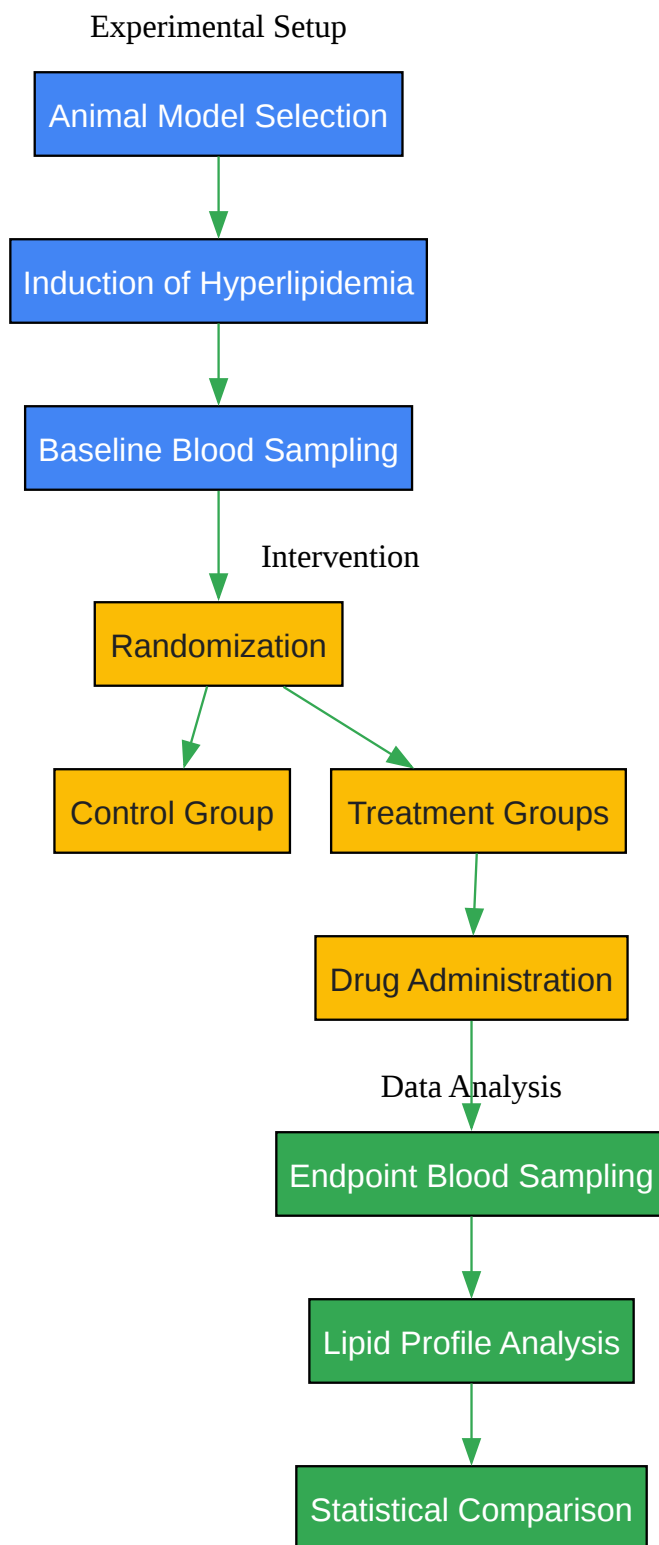 Experimental Setup
Animal Model Selection
Induction of Hyperlipidemia
Baseline Blood Sampling
Intervention
Randomization
Control Group
Treatment Groups
Drug Administration
Data Analysis
Endpoint Blood Sampling
Lipid Profile Analysis
Statistical Comparison